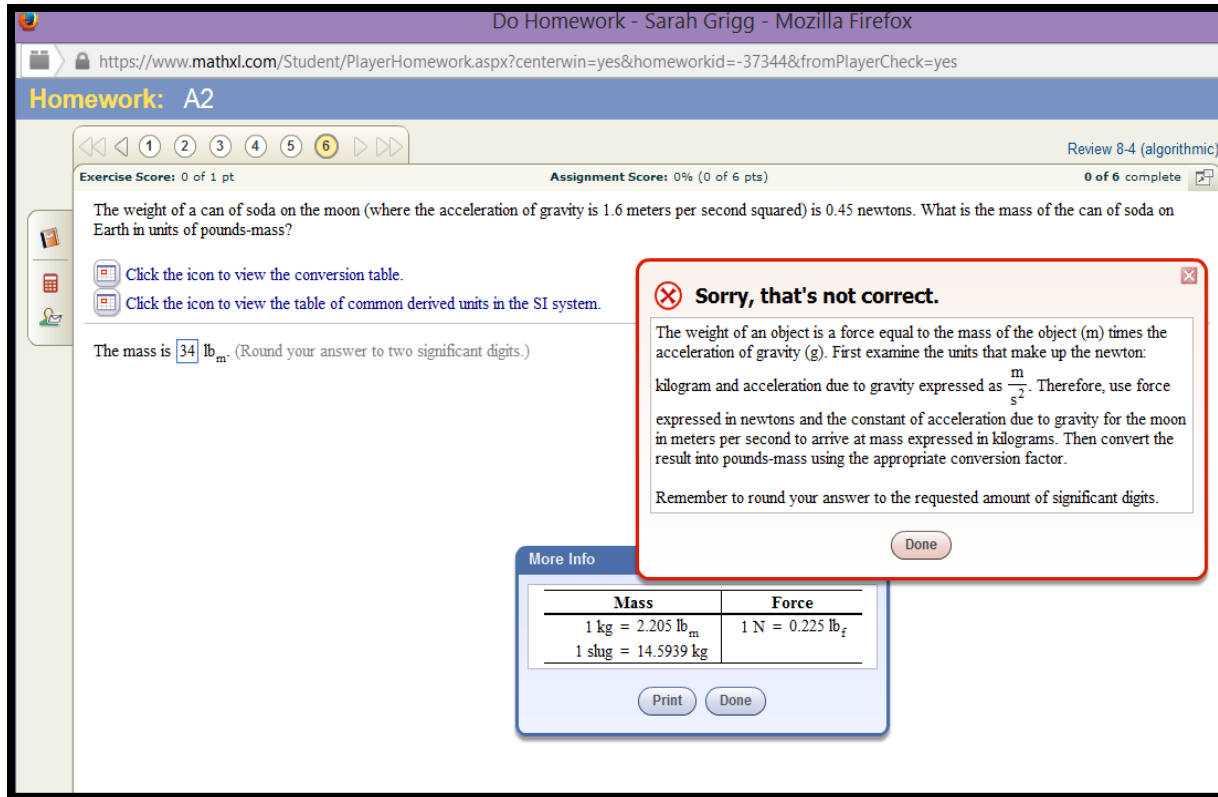 Do Homework - Sarah Grigg - Mozilla Firefox
https://www.mathxl.com/Student/PlayerHomework.aspx?centerwin=yes&homeworkid=-37344&fromPlayerCheck=yes
Homework: A2
1 2 3 4 5 6
Review 8-4 (algorithmic)
Exercise Score: 0 of 1 pt Assignment Score: 0% (0 of 6 pts) 0 of 6 complete
The weight of a can of soda on the moon (where the acceleration of gravity is 1.6 meters per second squared) is 0.45 newtons. What is the mass of the can of soda on
Earth in units of pounds-mass?
Click the icon to view the conversion table.
Click the icon to view the table of common derived units in the SI system.
The mass is 34 lbm. (Round your answer to two significant digits.)
Sorry, that's not correct.
The weight of an object is a force equal to the mass of the object (m) times the
acceleration of gravity (g). First examine the units that make up the newton:
kilogram and acceleration due to gravity expressed as m/s². Therefore, use force
expressed in newtons and the constant of acceleration due to gravity for the moon
in meters per second to arrive at mass expressed in kilograms. Then convert the
result into pounds-mass using the appropriate conversion factor.
Remember to round your answer to the requested amount of significant digits.
Done
More Info
Mass Force
1 kg = 2.205 lbm 1 N = 0.225 lbf
1 slug = 14.5939 kg
Print Done